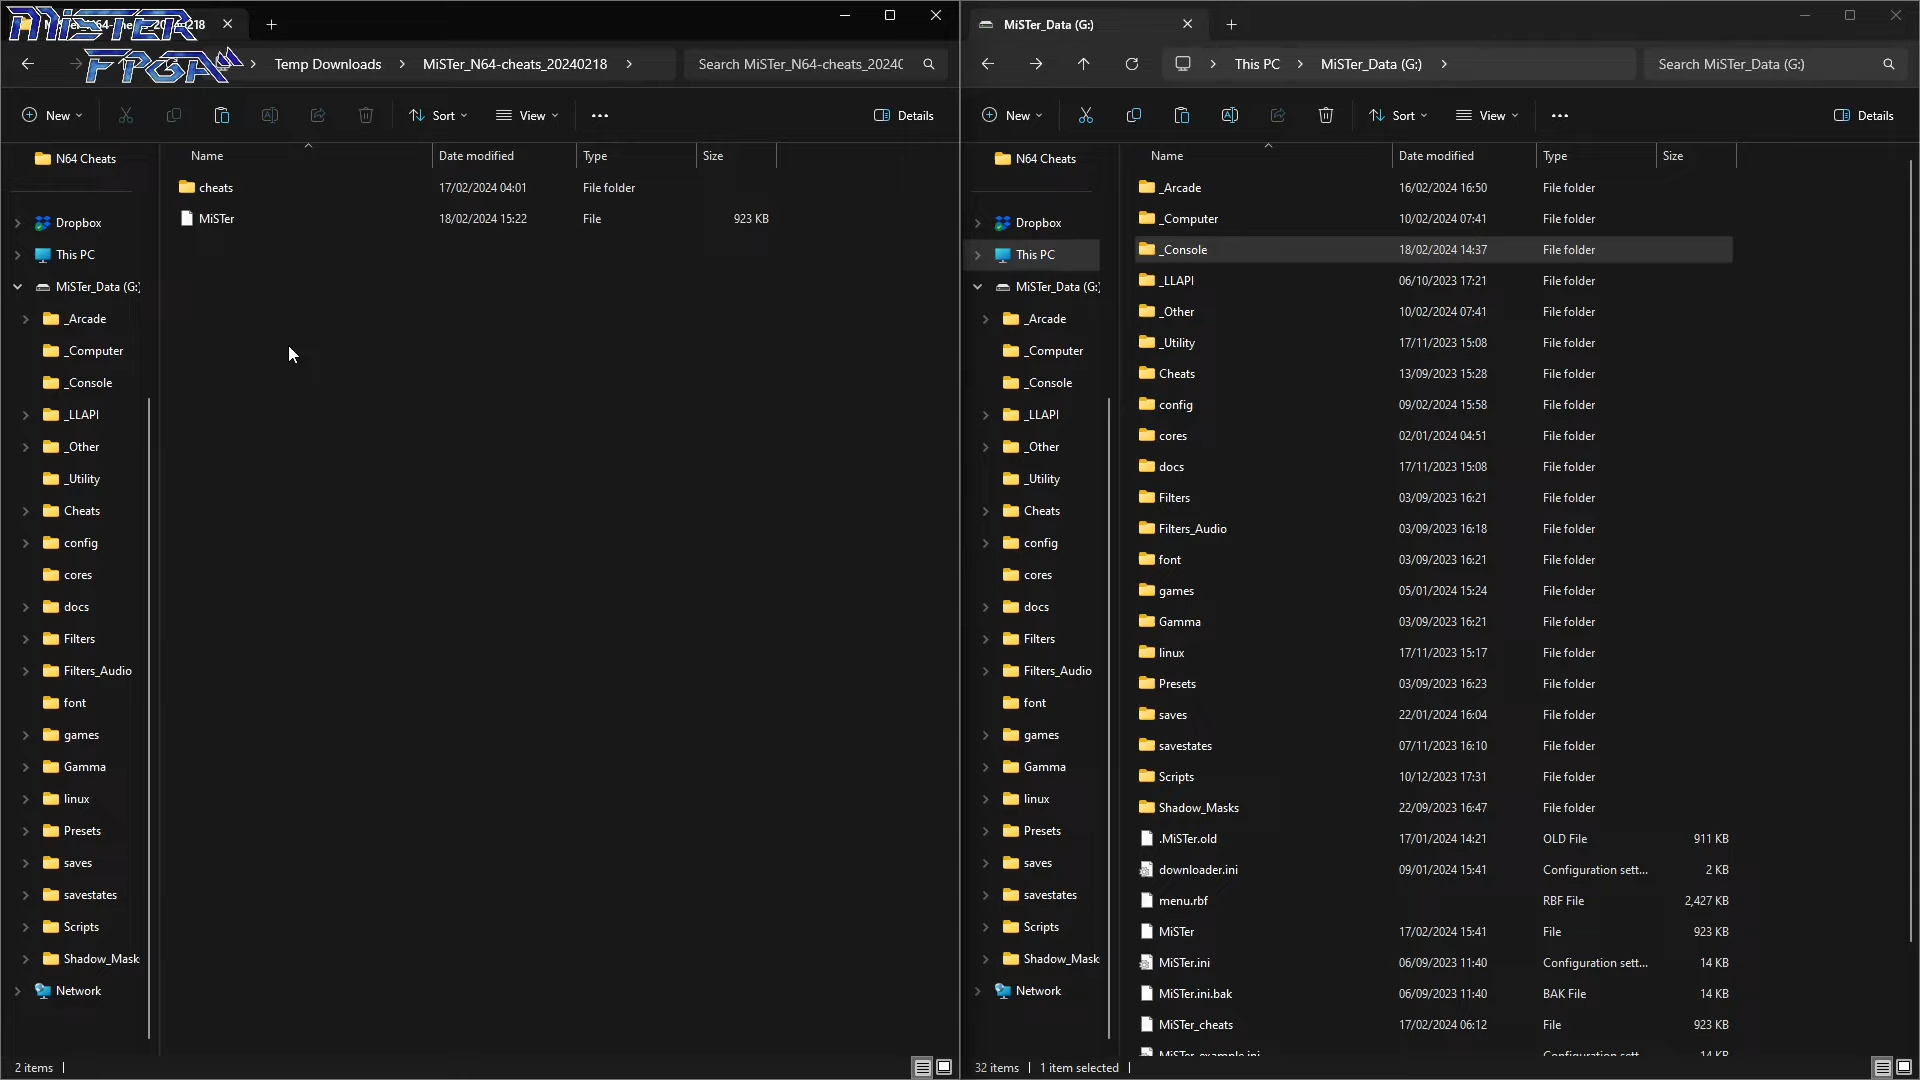 MiSTer FPGA
Temp Downloads
MiSTer_N64-cheats_20240218
Search MiSTer_N64-cheats_2024(
New
Sort
View
Details
N64 Cheats
Dropbox
This PC
MiSTer_Data (G:)
_Arcade
_Computer
_Console
_LLAPI
_Other
_Utility
Cheats
config
cores
docs
Filters
Filters_Audio
font
games
Gamma
linux
Presets
saves
savestates
Scripts
Shadow_Mask
Network
Name Date modified Type Size
cheats 17/02/2024 04:01 File folder
MiSTer 18/02/2024 15:22 File 923 KB
2 items
MiSTer_Data (G:)
This PC
MiSTer_Data (G:)
Search MiSTer_Data (G:)
New
Sort
View
Details
N64 Cheats
Dropbox
This PC
MiSTer_Data (G:)
_Arcade
_Computer
_Console
_LLAPI
_Other
_Utility
Cheats
config
cores
docs
Filters
Filters_Audio
font
games
Gamma
linux
Presets
saves
savestates
Scripts
Shadow_Mask
Network
Name Date modified Type Size
_Arcade 16/02/2024 16:50 File folder
_Computer 10/02/2024 07:41 File folder
_Console 18/02/2024 14:37 File folder
_LLAPI 06/10/2023 17:21 File folder
_Other 10/02/2024 07:41 File folder
_Utility 17/11/2023 15:08 File folder
Cheats 13/09/2023 15:28 File folder
config 09/02/2024 15:58 File folder
cores 02/01/2024 04:51 File folder
docs 17/11/2023 15:08 File folder
Filters 03/09/2023 16:21 File folder
Filters_Audio 03/09/2023 16:18 File folder
font 03/09/2023 16:21 File folder
games 05/01/2024 15:24 File folder
Gamma 03/09/2023 16:21 File folder
linux 17/11/2023 15:17 File folder
Presets 03/09/2023 16:23 File folder
saves 22/01/2024 16:04 File folder
savestates 07/11/2023 16:10 File folder
Scripts 10/12/2023 17:31 File folder
Shadow_Masks 22/09/2023 16:47 File folder
.MiSTer.old 17/01/2024 14:21 OLD File 911 KB
downloader.ini 09/01/2024 15:41 Configuration sett... 2 KB
menu.rbf RBF File 2,427 KB
MiSTer 17/02/2024 15:41 File 923 KB
MiSTer.ini 06/09/2023 11:40 Configuration sett... 14 KB
MiSTer.ini.bak 06/09/2023 11:40 BAK File 14 KB
MiSTer_cheats 17/02/2024 06:12 File 923 KB
32 items
1 item selected